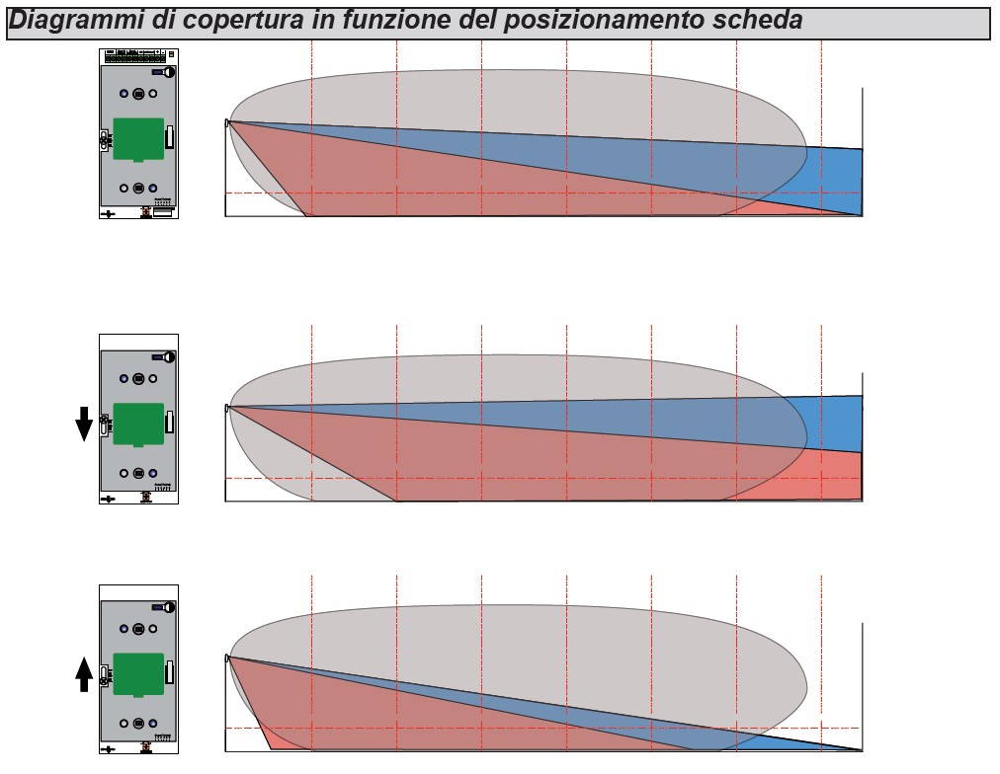 Diagrammi di copertura in funzione del posizionamento scheda